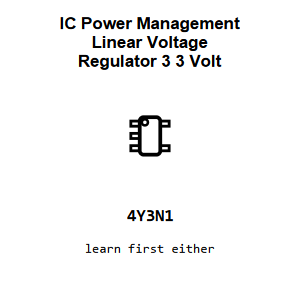 IC Power Management
Linear Voltage
Regulator 3 3 Volt
4Y3N1
learn first either